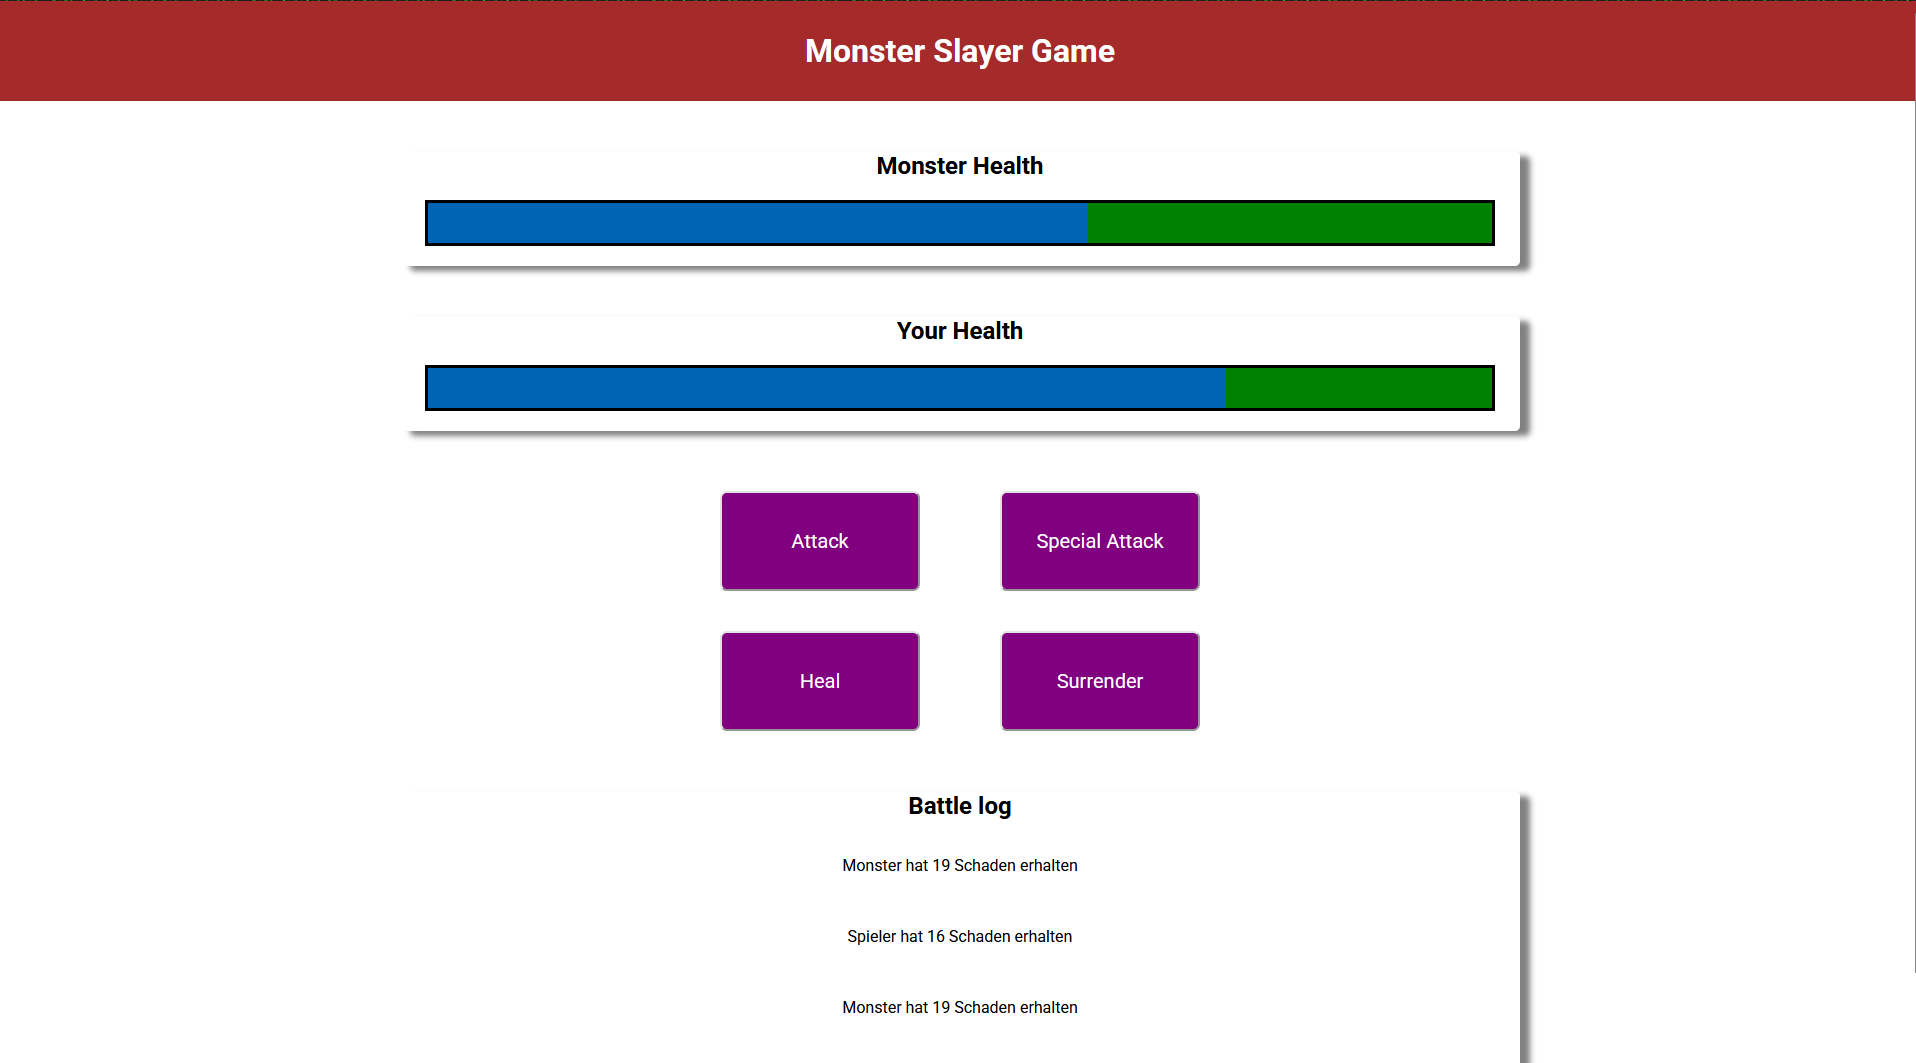 Monster Slayer Game
Monster Health
Your Health
Attack
Special Attack
Heal
Surrender
Battle log
Monster hat 19 Schaden erhalten
Spieler hat 16 Schaden erhalten
Monster hat 19 Schaden erhalten